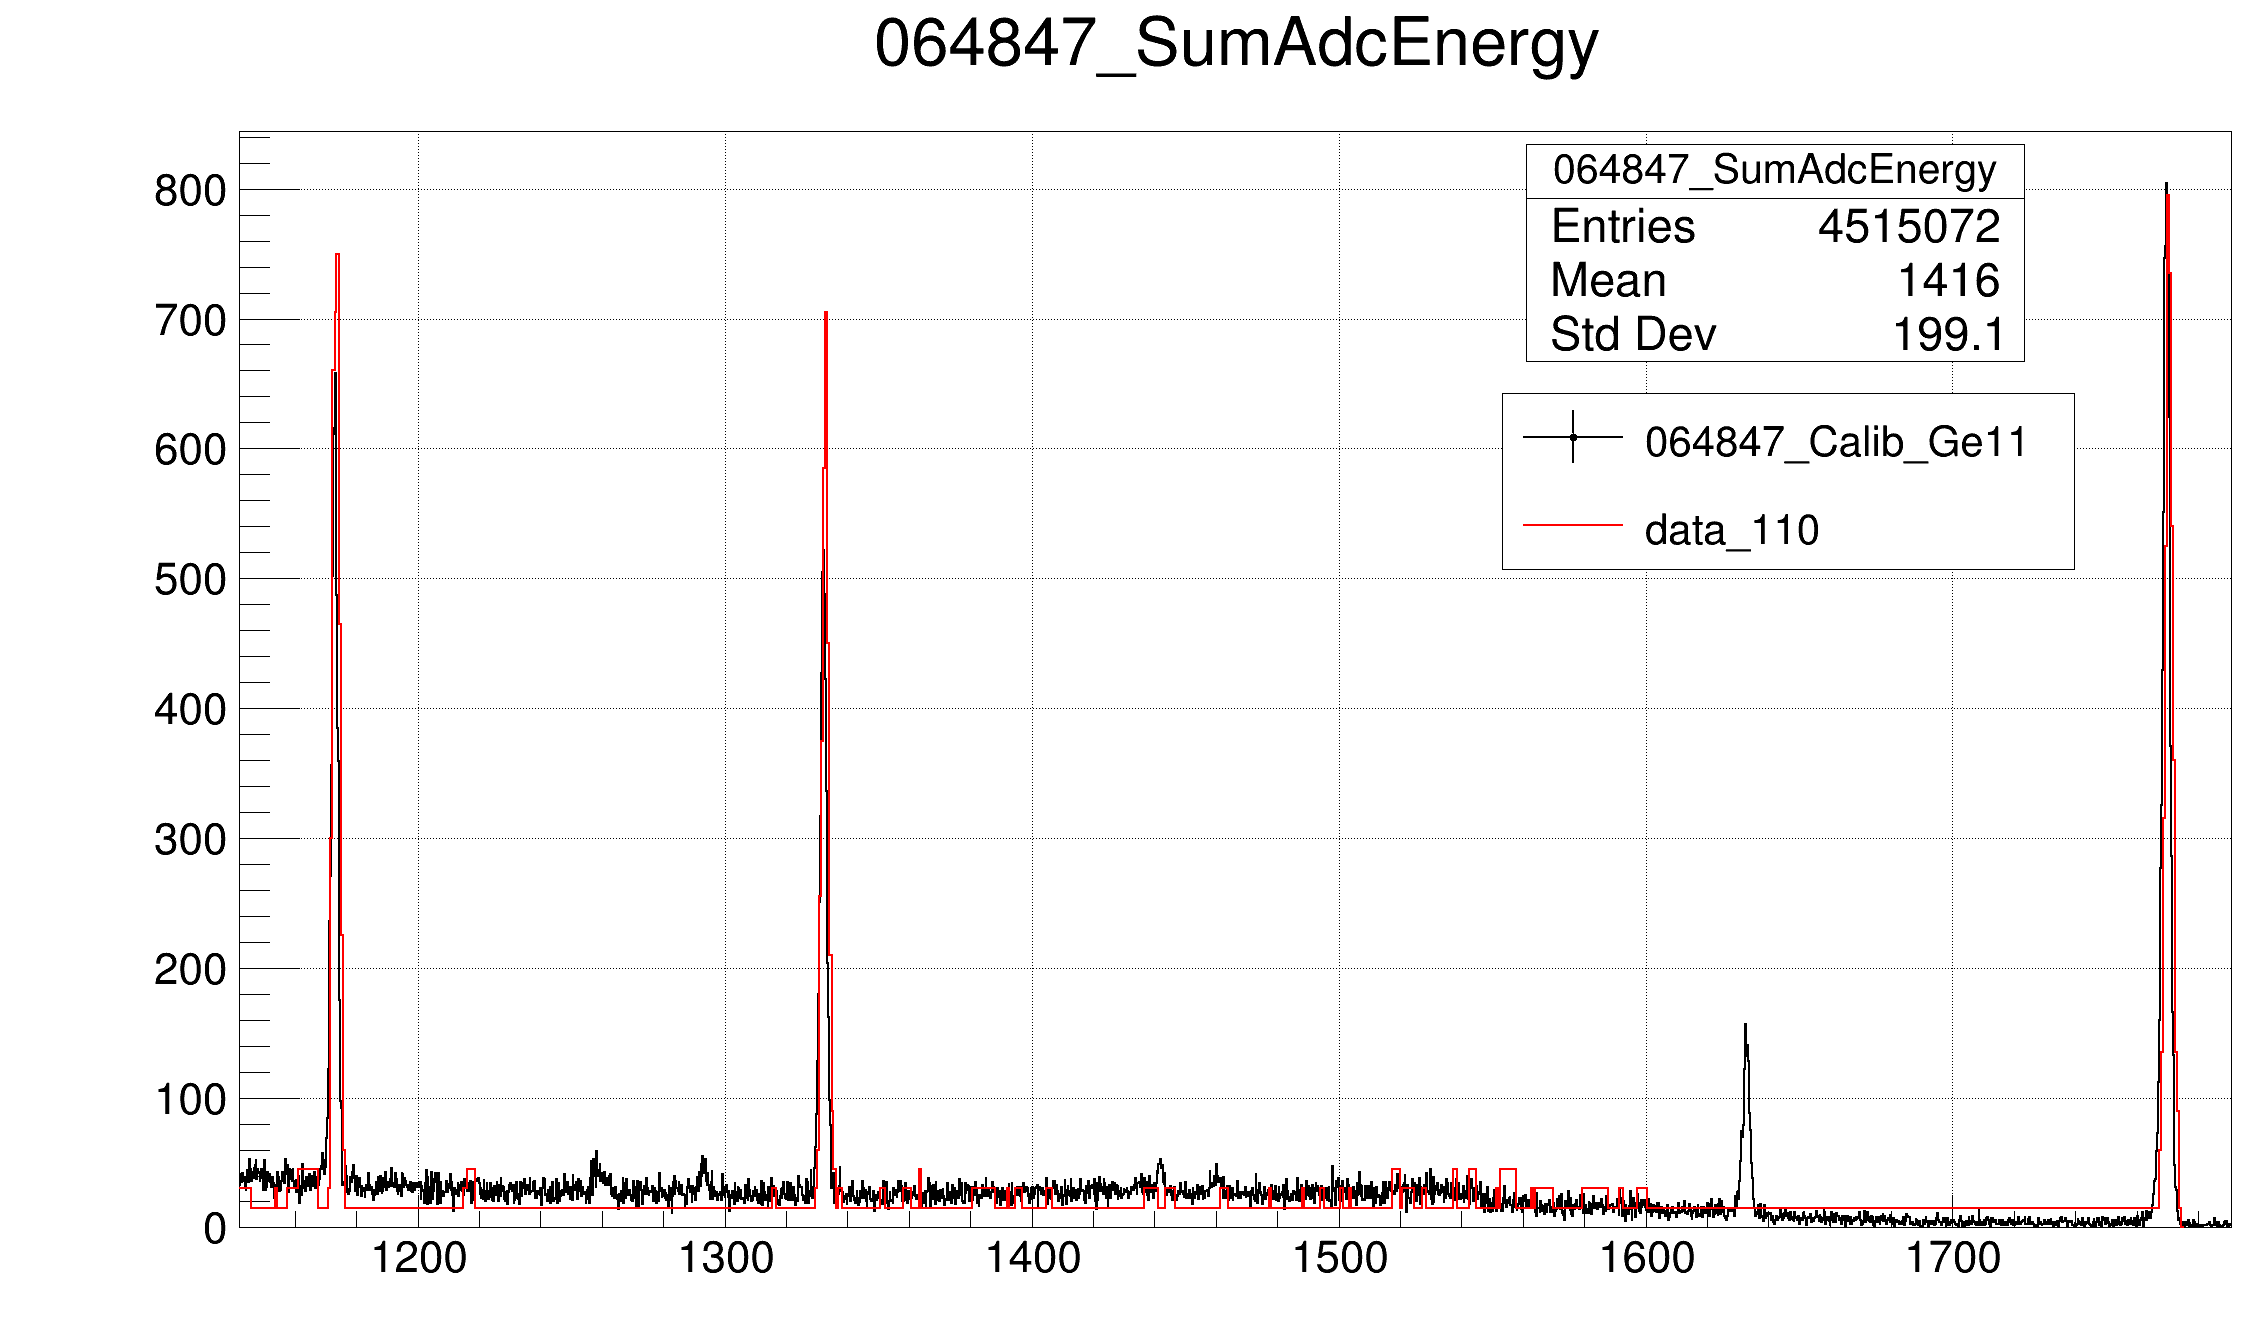 064847_SumAdcEnergy
064847_SumAdcEnergy
Entries 4515072
Mean 1416
Std Dev 199.1
064847_Calib_Ge11
data_110
800
700
600
500
400
300
200
100
0
1200 1300 1400 1500 1600 1700